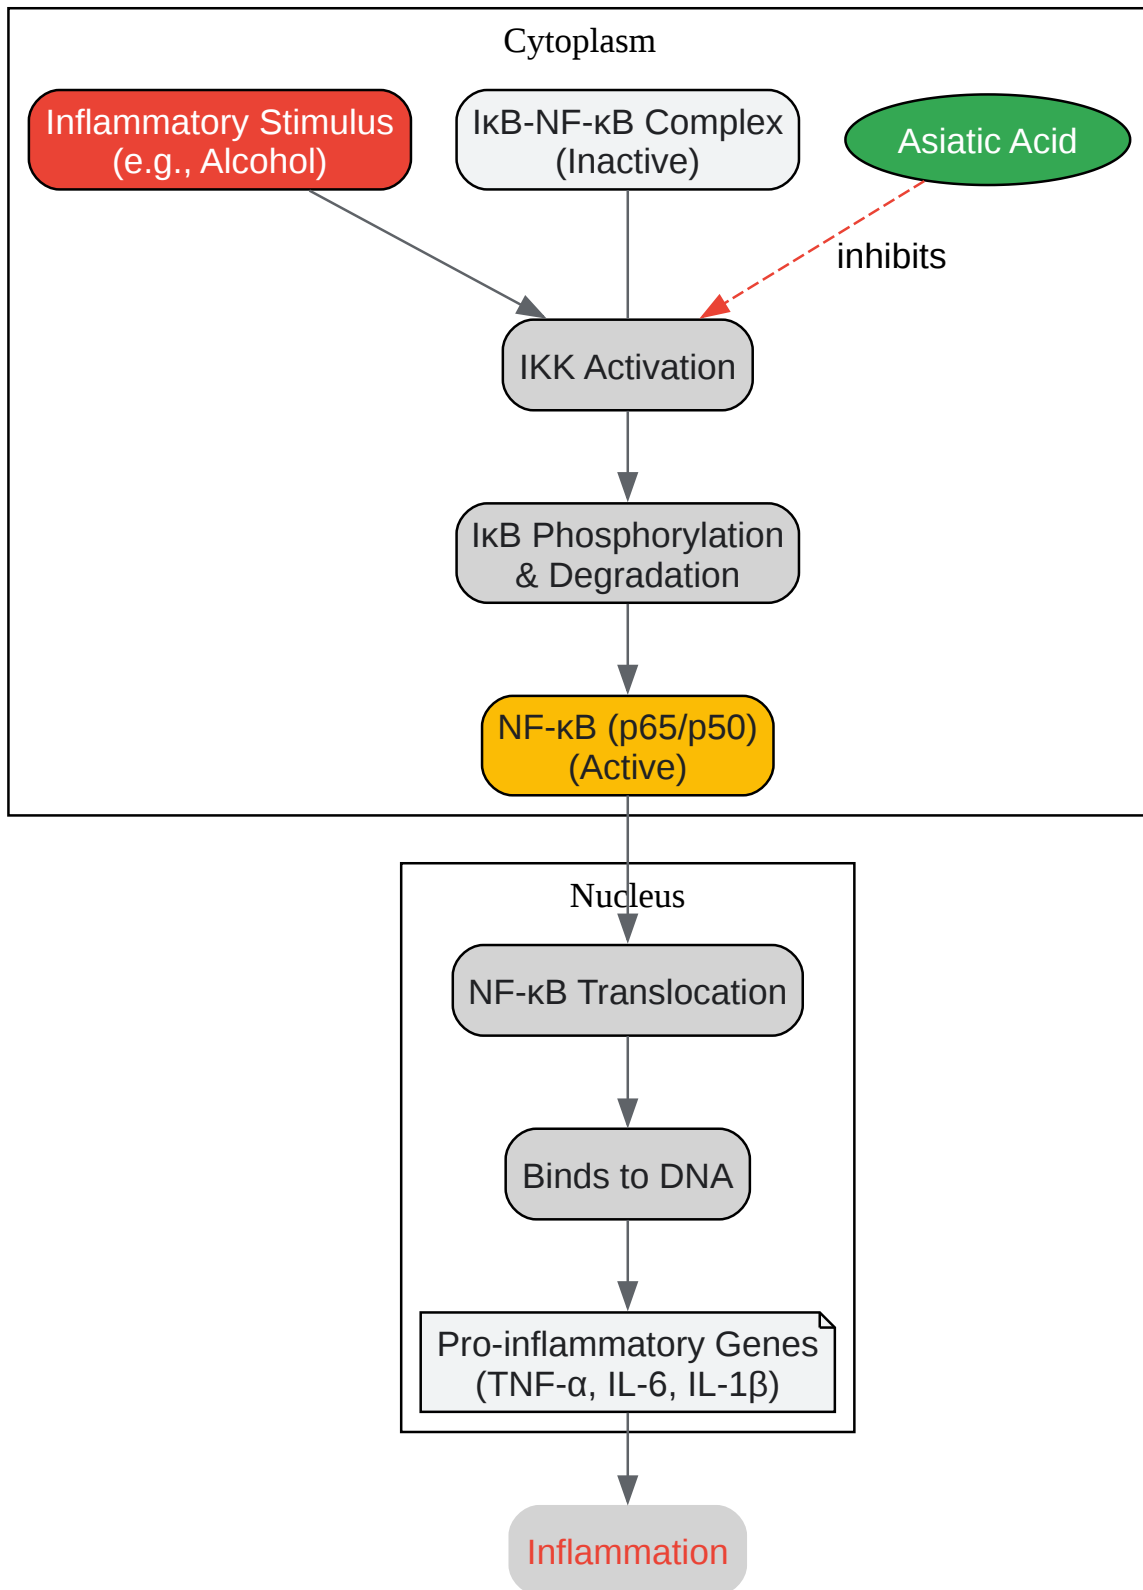 Cytoplasm
Inflammatory Stimulus
(e.g., Alcohol)
IκB-NF-κB Complex
(Inactive)
Asiatic Acid
inhibits
IKK Activation
IκB Phosphorylation
& Degradation
NF-κB (p65/p50)
(Active)
Nucleus
NF-κB Translocation
Binds to DNA
Pro-inflammatory Genes
(TNF-α, IL-6, IL-1β)
Inflammation